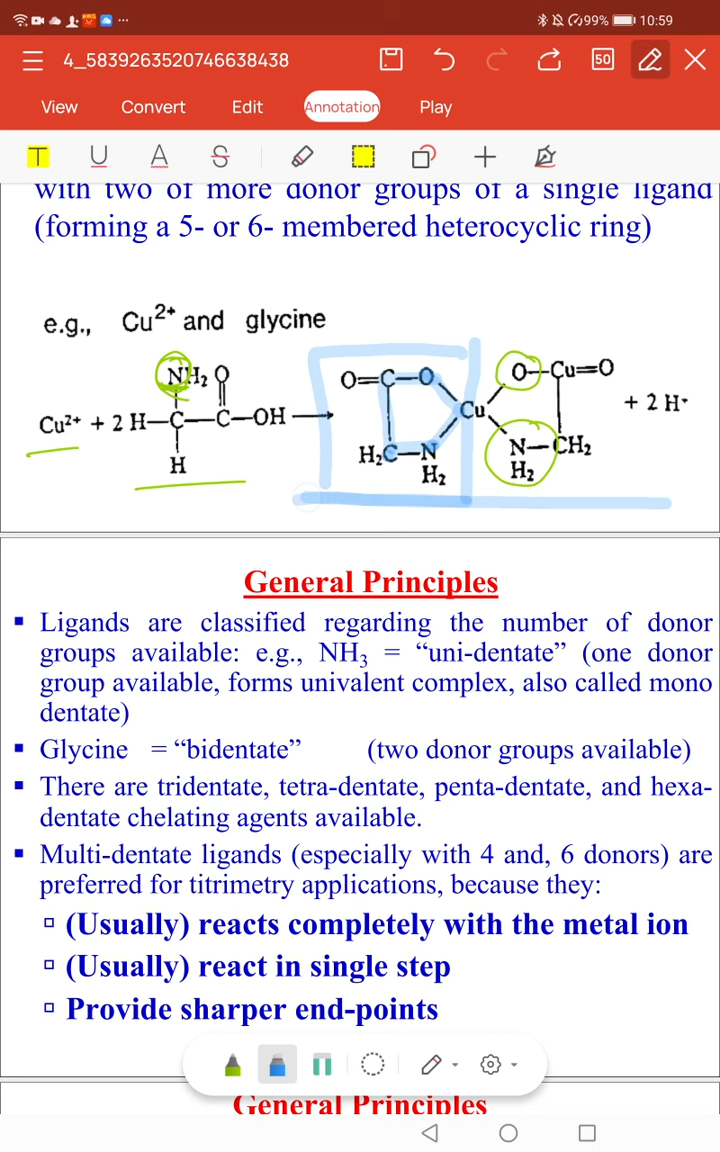 99% 10:59
4_5839263520746638438
50
View Convert Edit Annotation Play
T U A S
with two of more donor groups of a single ligand
(forming a 5- or 6- membered heterocyclic ring)
e.g., Cu²⁺ and glycine
NH₂ O
O=C—O O—Cu=O
Cu²⁺ + 2 H—C—C—OH → Cu + 2 H⁺
H₂C—N N—CH₂
H H₂ H₂
General Principles
▪ Ligands are classified regarding the number of donor
groups available: e.g., NH₃ = “uni-dentate” (one donor
group available, forms univalent complex, also called mono
dentate)
▪ Glycine = “bidentate” (two donor groups available)
▪ There are tridentate, tetra-dentate, penta-dentate, and hexa-
dentate chelating agents available.
▪ Multi-dentate ligands (especially with 4 and, 6 donors) are
preferred for titrimetry applications, because they:
▫ (Usually) reacts completely with the metal ion
▫ (Usually) react in single step
▫ Provide sharper end-points
General Principles